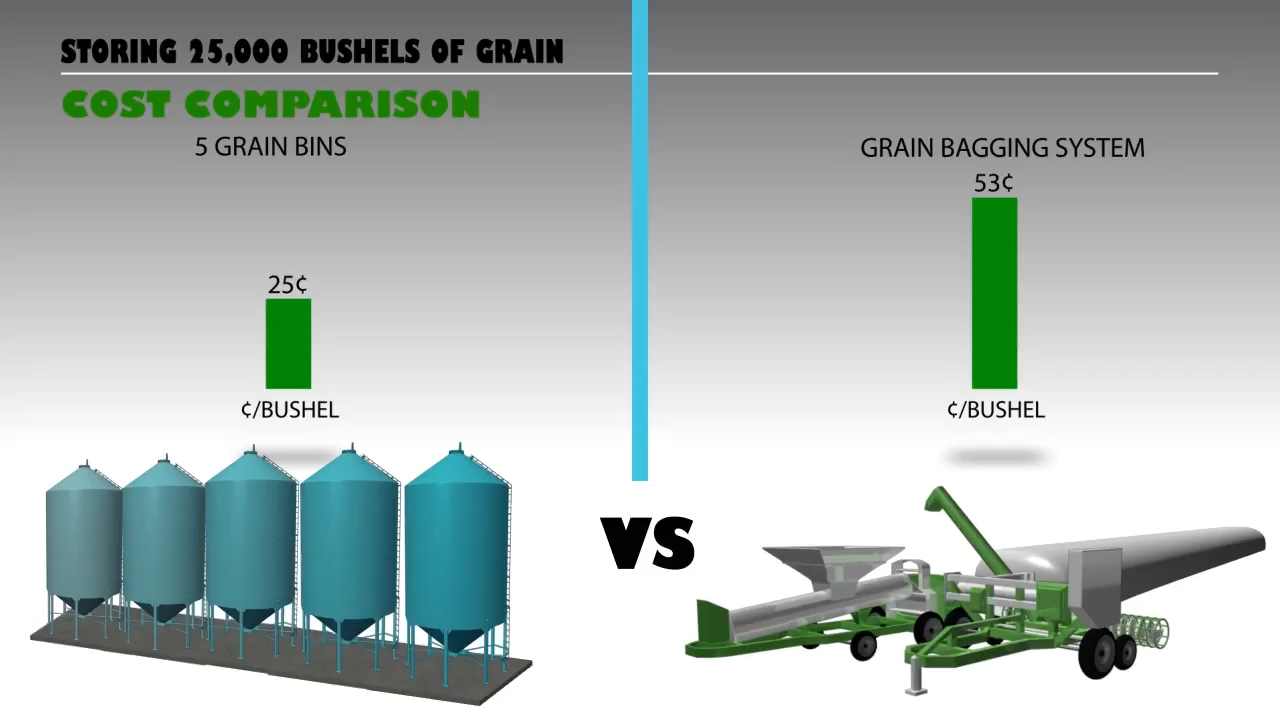 STORING 25,000 BUSHELS OF GRAIN
COST COMPARISON
5 GRAIN BINS
25¢
¢/BUSHEL
GRAIN BAGGING SYSTEM
53¢
¢/BUSHEL
VS